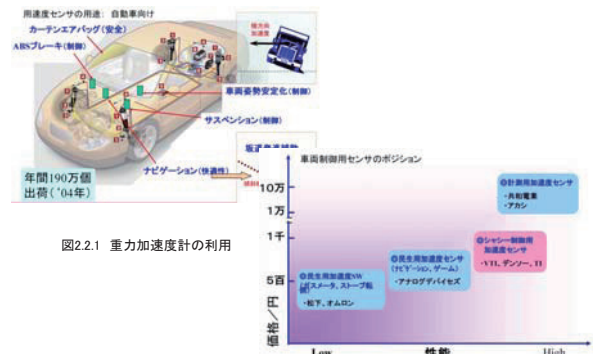 用速度センサの用途: 自動車向け
カーテンエアバッグ(安全)
ABSブレーキ(制御)
横方向
加速度
車両姿勢安定化(制御)
サスペンション(制御)
ナビゲーション(快適性)
年間190万個
出荷(‘04年)
図2.2.1 重力加速度計の利用
車両制御用センサのポジション
価格/円
10万
1万
1千
5百
計測用加速度センサ
・共和電業
・アカシ
シャシー制御用
加速度センサ
・VTI、デンソー、TI
民生用加速度センサ
(ナビゲーション、ゲーム)
・アナログデバイセズ
民生用加速度SW
(ガスメータ、ストーブ転倒)
・松下、オムロン
Low
性能
High